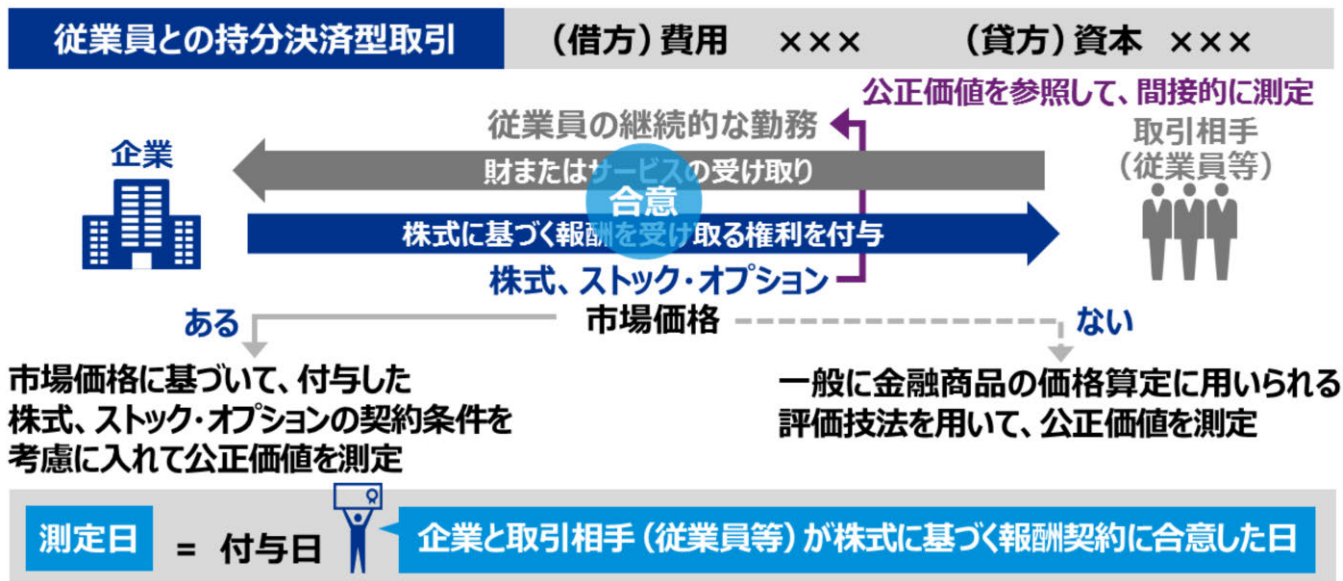 従業員との持分決済型取引 (借方)費用 ××× (貸方)資本 ×××
公正価値を参照して、間接的に測定
従業員の継続的な勤務
取引相手
(従業員等)
企業
財またはサービスの受け取り
合意
株式に基づく報酬を受け取る権利を付与
株式、ストック・オプション
ある 市場価格 ない
市場価格に基づいて、付与した
株式、ストック・オプションの契約条件を
考慮に入れて公正価値を測定
一般に金融商品の価格算定に用いられる
評価技法を用いて、公正価値を測定
測定日 = 付与日 企業と取引相手(従業員等)が株式に基づく報酬契約に合意した日